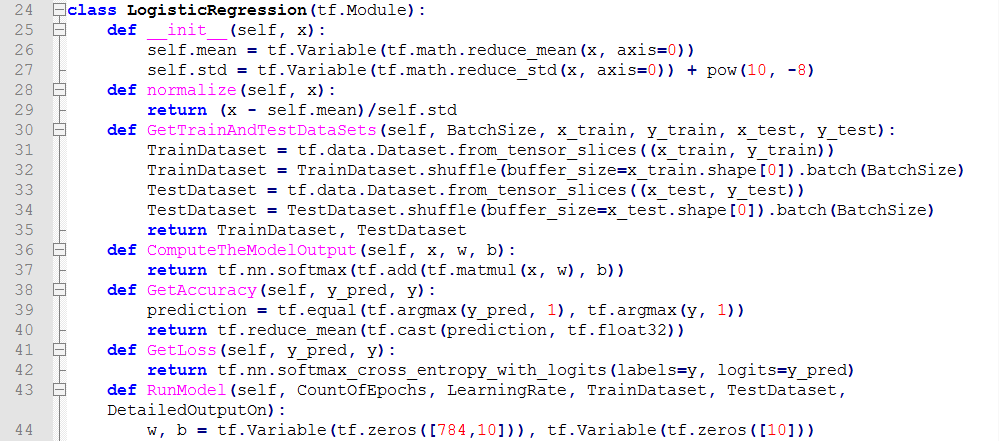 24 class LogisticRegression(tf.Module):
25     def __init__(self, x):
26         self.mean = tf.Variable(tf.math.reduce_mean(x, axis=0))
27         self.std = tf.Variable(tf.math.reduce_std(x, axis=0)) + pow(10, -8)
28     def normalize(self, x):
29         return (x - self.mean)/self.std
30     def GetTrainAndTestDataSets(self, BatchSize, x_train, y_train, x_test, y_test):
31         TrainDataset = tf.data.Dataset.from_tensor_slices((x_train, y_train))
32         TrainDataset = TrainDataset.shuffle(buffer_size=x_train.shape[0]).batch(BatchSize)
33         TestDataset = tf.data.Dataset.from_tensor_slices((x_test, y_test))
34         TestDataset = TestDataset.shuffle(buffer_size=x_test.shape[0]).batch(BatchSize)
35         return TrainDataset, TestDataset
36     def ComputeTheModelOutput(self, x, w, b):
37         return tf.nn.softmax(tf.add(tf.matmul(x, w), b))
38     def GetAccuracy(self, y_pred, y):
39         prediction = tf.equal(tf.argmax(y_pred, 1), tf.argmax(y, 1))
40         return tf.reduce_mean(tf.cast(prediction, tf.float32))
41     def GetLoss(self, y_pred, y):
42         return tf.nn.softmax_cross_entropy_with_logits(labels=y, logits=y_pred)
43     def RunModel(self, CountOfEpochs, LearningRate, TrainDataset, TestDataset,
    DetailedOutputOn):
44         w, b = tf.Variable(tf.zeros([784,10])), tf.Variable(tf.zeros([10]))